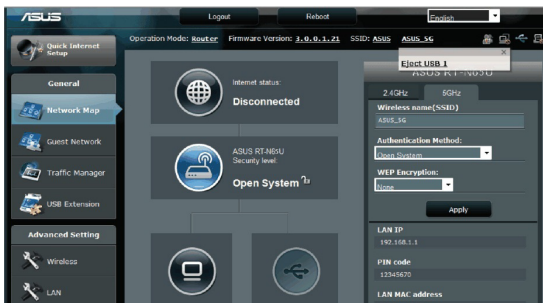 ASUS
Logout
Reboot
English
Quick Internet
Setup
Operation Mode: Router Firmware Version: 3.0.0.1.21 SSID: ASUS ASUS_5G
Eject USB 1
General
Network Map
Guest Network
Traffic Manager
USB Extension
Advanced Setting
Wireless
LAN
Internet status:
Disconnected
ASUS RT-N65U
Security level:
Open System
ASUS RT-N65U
2.4GHz
5GHz
Wireless name(SSID)
ASUS_5G
Authentication Method:
Open System
WEP Encryption:
None
Apply
LAN IP
192.168.1.1
PIN code
12345670
LAN MAC address